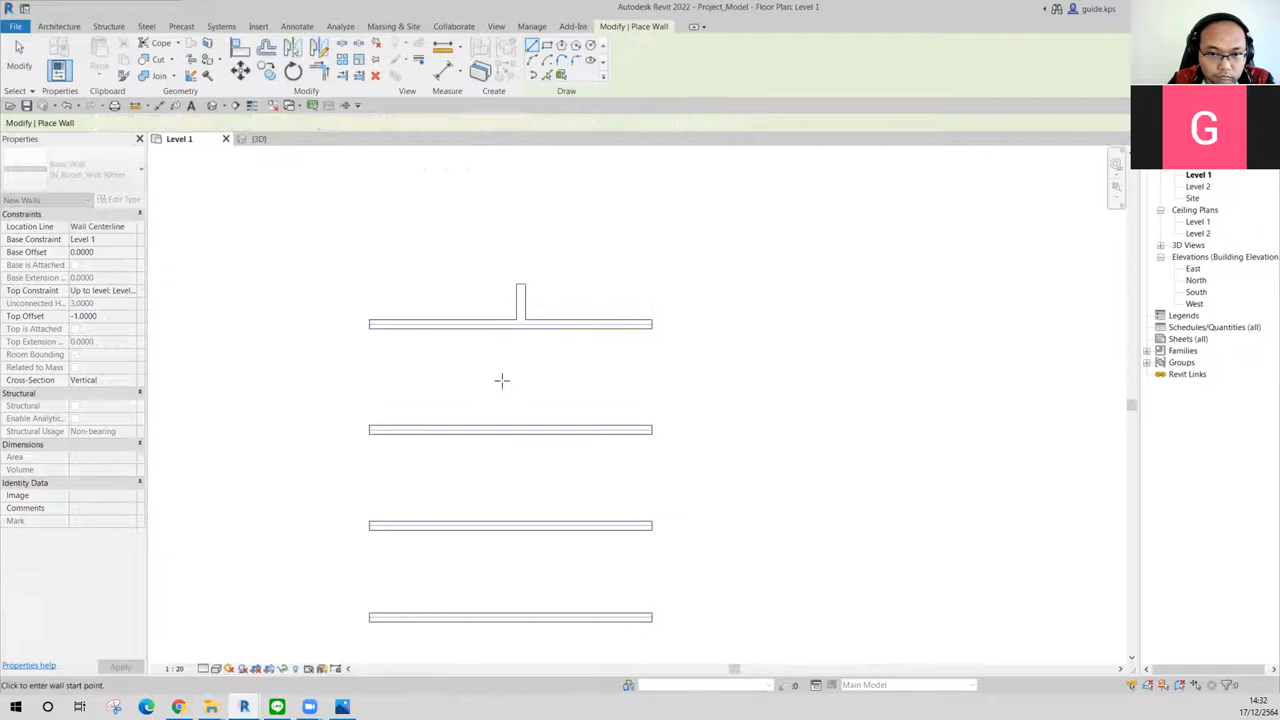 Autodesk Revit 2022 - Project_Model - Floor Plan: Level 1
guide.kps
File Architecture Structure Steel Precast Systems Insert Annotate Analyze Massing & Site Collaborate View Manage Add-Ins Modify | Place Wall
Modify Paste Cope Cut Join
Select Properties Clipboard Geometry Modify View Measure Create Draw
Modify | Place Wall
Properties
Level 1
{3D}
G
Base Wall
IN_Room_Wall 90mm
New Walls Edit Type
Constraints
Location Line Wall Centerline
Base Constraint Level 1
Base Offset 0.0000
Base is Attached
Base Extension ... 0.0000
Top Constraint Up to level: Level...
Unconnected H... 3.0000
Top Offset -1.0000
Top is Attached
Top Extension ... 0.0000
Room Bounding
Related to Mass
Cross-Section Vertical
Structural
Structural
Enable Analytic...
Structural Usage Non-bearing
Dimensions
Area
Volume
Identity Data
Image
Comments
Mark
Properties help Apply
Level 1
Level 2
Site
Ceiling Plans
Level 1
Level 2
3D Views
Elevations (Building Elevation
East
North
South
West
Legends
Schedules/Quantities (all)
Sheets (all)
Families
Groups
Revit Links
1 : 20
Click to enter wall start point.
:0
Main Model
:0
14:32
17/12/2564